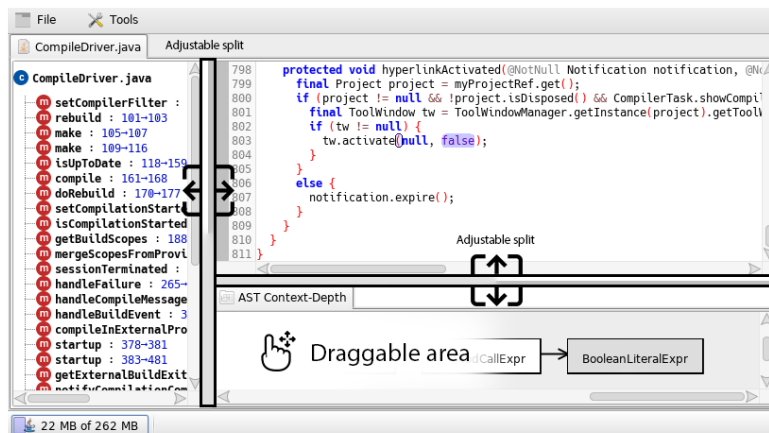 File Tools
CompileDriver.java Adjustable split
CompileDriver.java
setCompilerFilter :
rebuild : 101→103
make : 105→107
make : 109→116
isUpToDate : 118→159
compile : 161→168
doRebuild : 170→177
setCompilationStarte
isCompilationStarted
getBuildScopes : 188
mergeScopesFromProvi
sessionTerminated :
handleFailure : 265→
handleCompileMessage
handleBuildEvent : 3
compileInExternalPro
startup : 378→381
startup : 383→481
getExternalBuildExit
notifyCompilationCom
798 protected void hyperlinkActivated(@NotNull Notification notification, @No
799 final Project project = myProjectRef.get();
800 if (project != null && !project.isDisposed() && CompilerTask.showCompil
801 final ToolWindow tw = ToolWindowManager.getInstance(project).getToolW
802 if (tw != null) {
803 tw.activate(null, false);
804 }
805 }
806 else {
807 notification.expire();
808 }
809 }
810 }
811 }
Adjustable split
AST Context-Depth
Draggable area
dCallExpr
BooleanLiteralExpr
22 MB of 262 MB